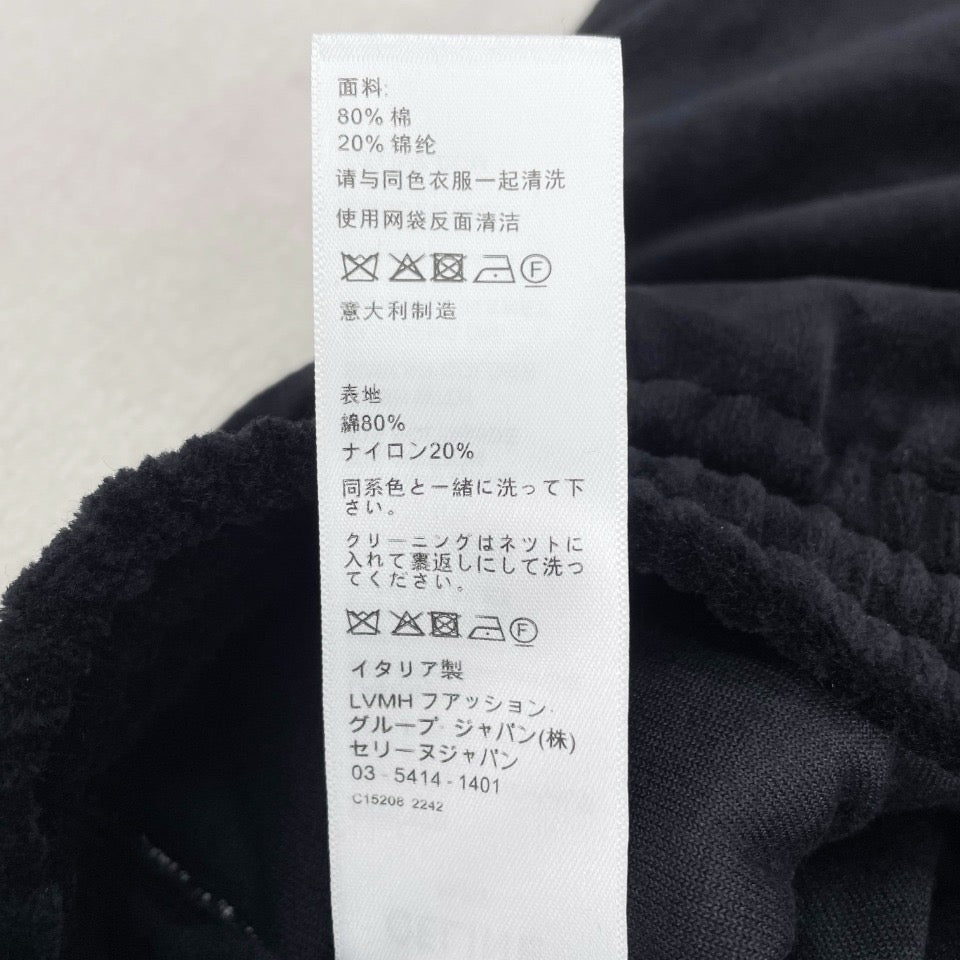 面料:
80% 棉
20% 锦纶
请与同色衣服一起清洗
使用网袋反面清洁
F
意大利制造
表地
綿80%
ナイロン20%
同系色と一緒に洗って下
さい。
クリーニングはネツトに
入れて裏返しにして洗っ
てください。
F
イタリア製
LVMH フアッション·
グループ· ジャパン(株)
セリーヌジャパン
03 - 5414 - 1401
C15208 2242